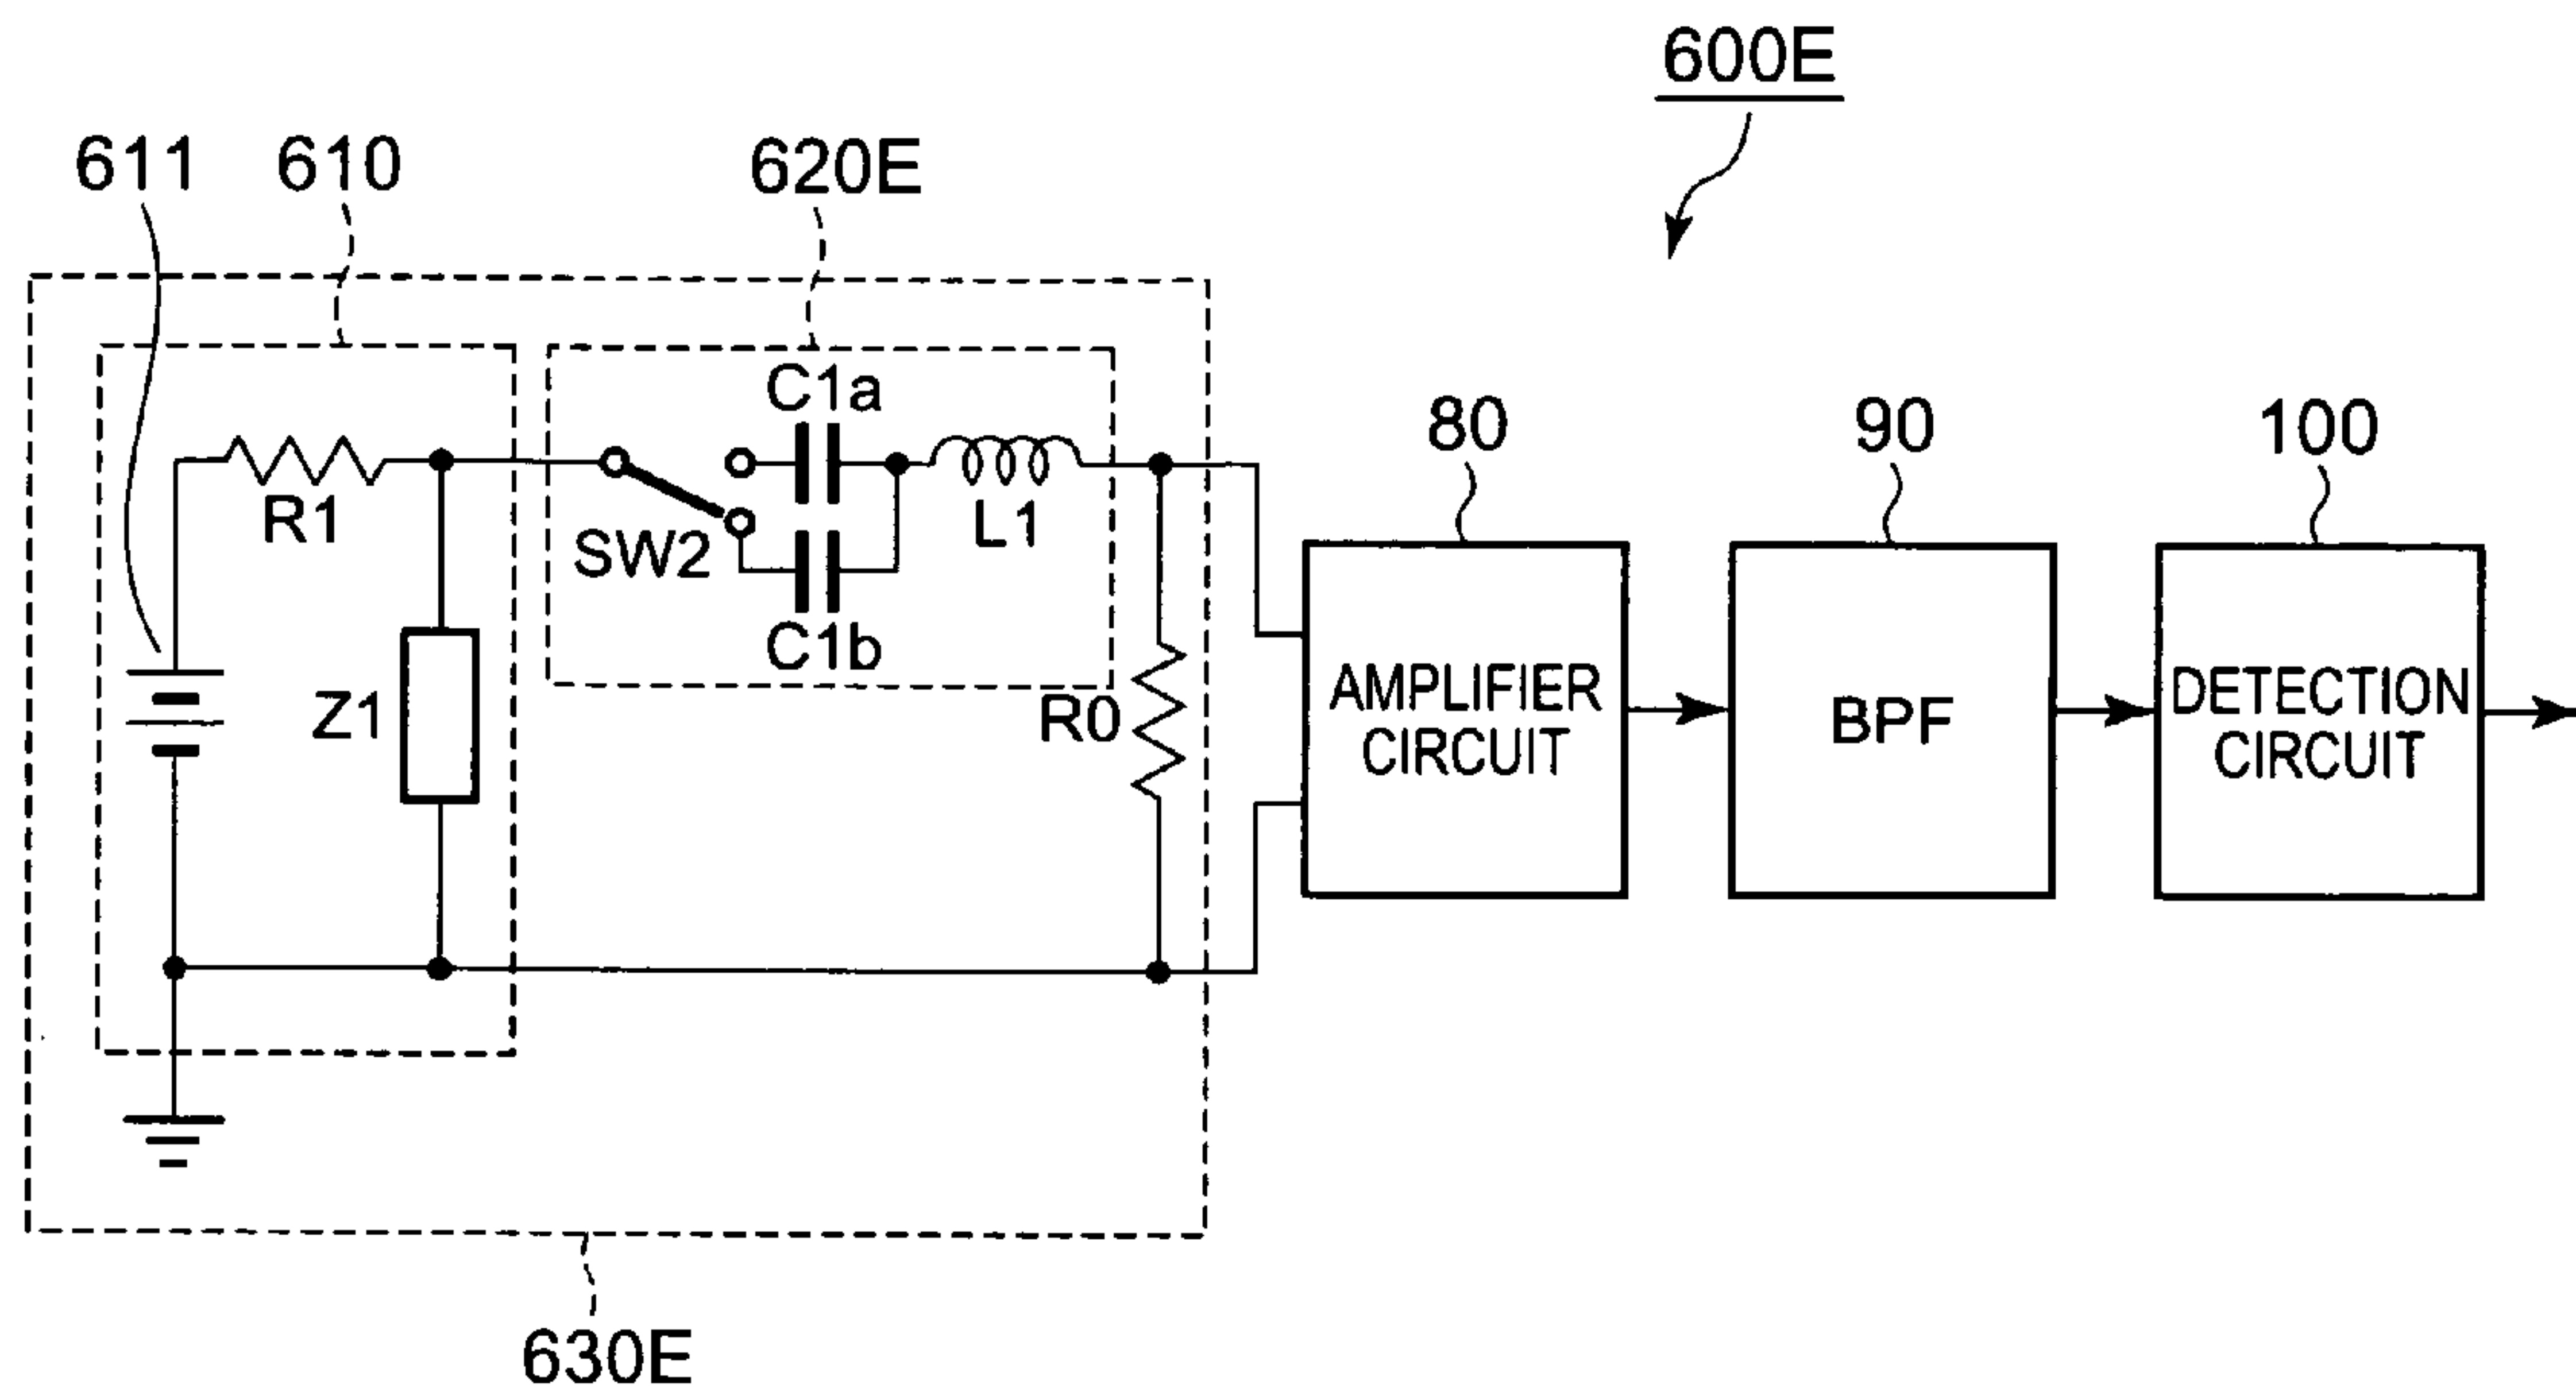 600E
611
610
620E
C1a
R1
SW2
L1
C1b
Z1
R0
80
90
100
AMPLIFIER
CIRCUIT
BPF
DETECTION
CIRCUIT
630E